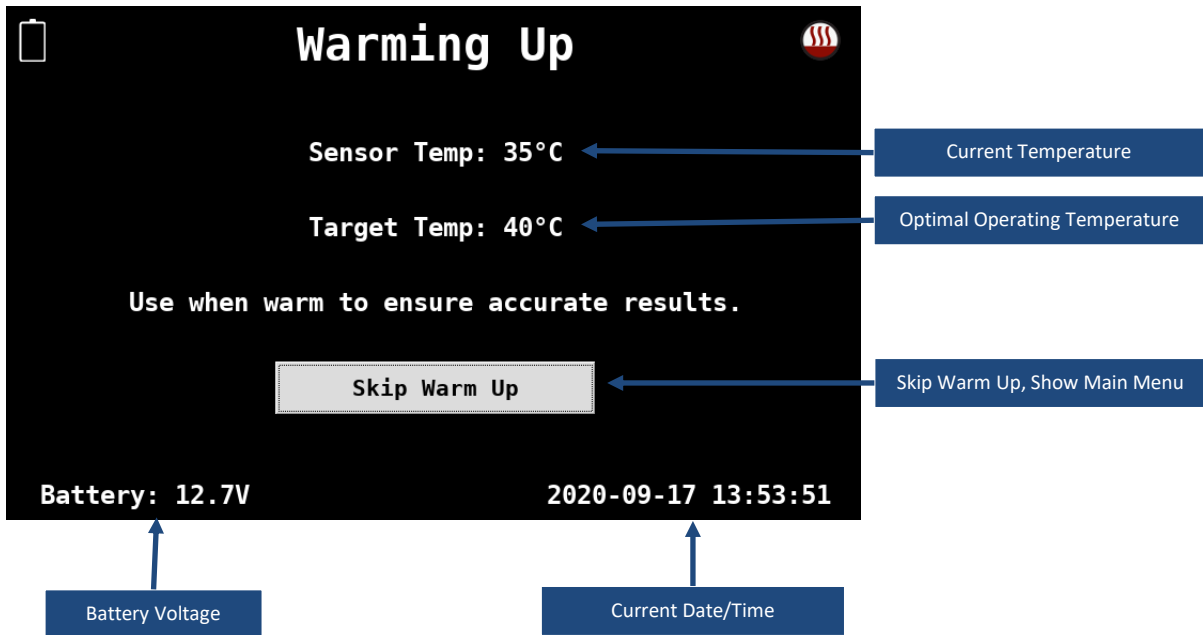 Warming Up
Sensor Temp: 35°C
Current Temperature
Target Temp: 40°C
Optimal Operating Temperature
Use when warm to ensure accurate results.
Skip Warm Up
Skip Warm Up, Show Main Menu
Battery: 12.7V
2020-09-17 13:53:51
Battery Voltage
Current Date/Time